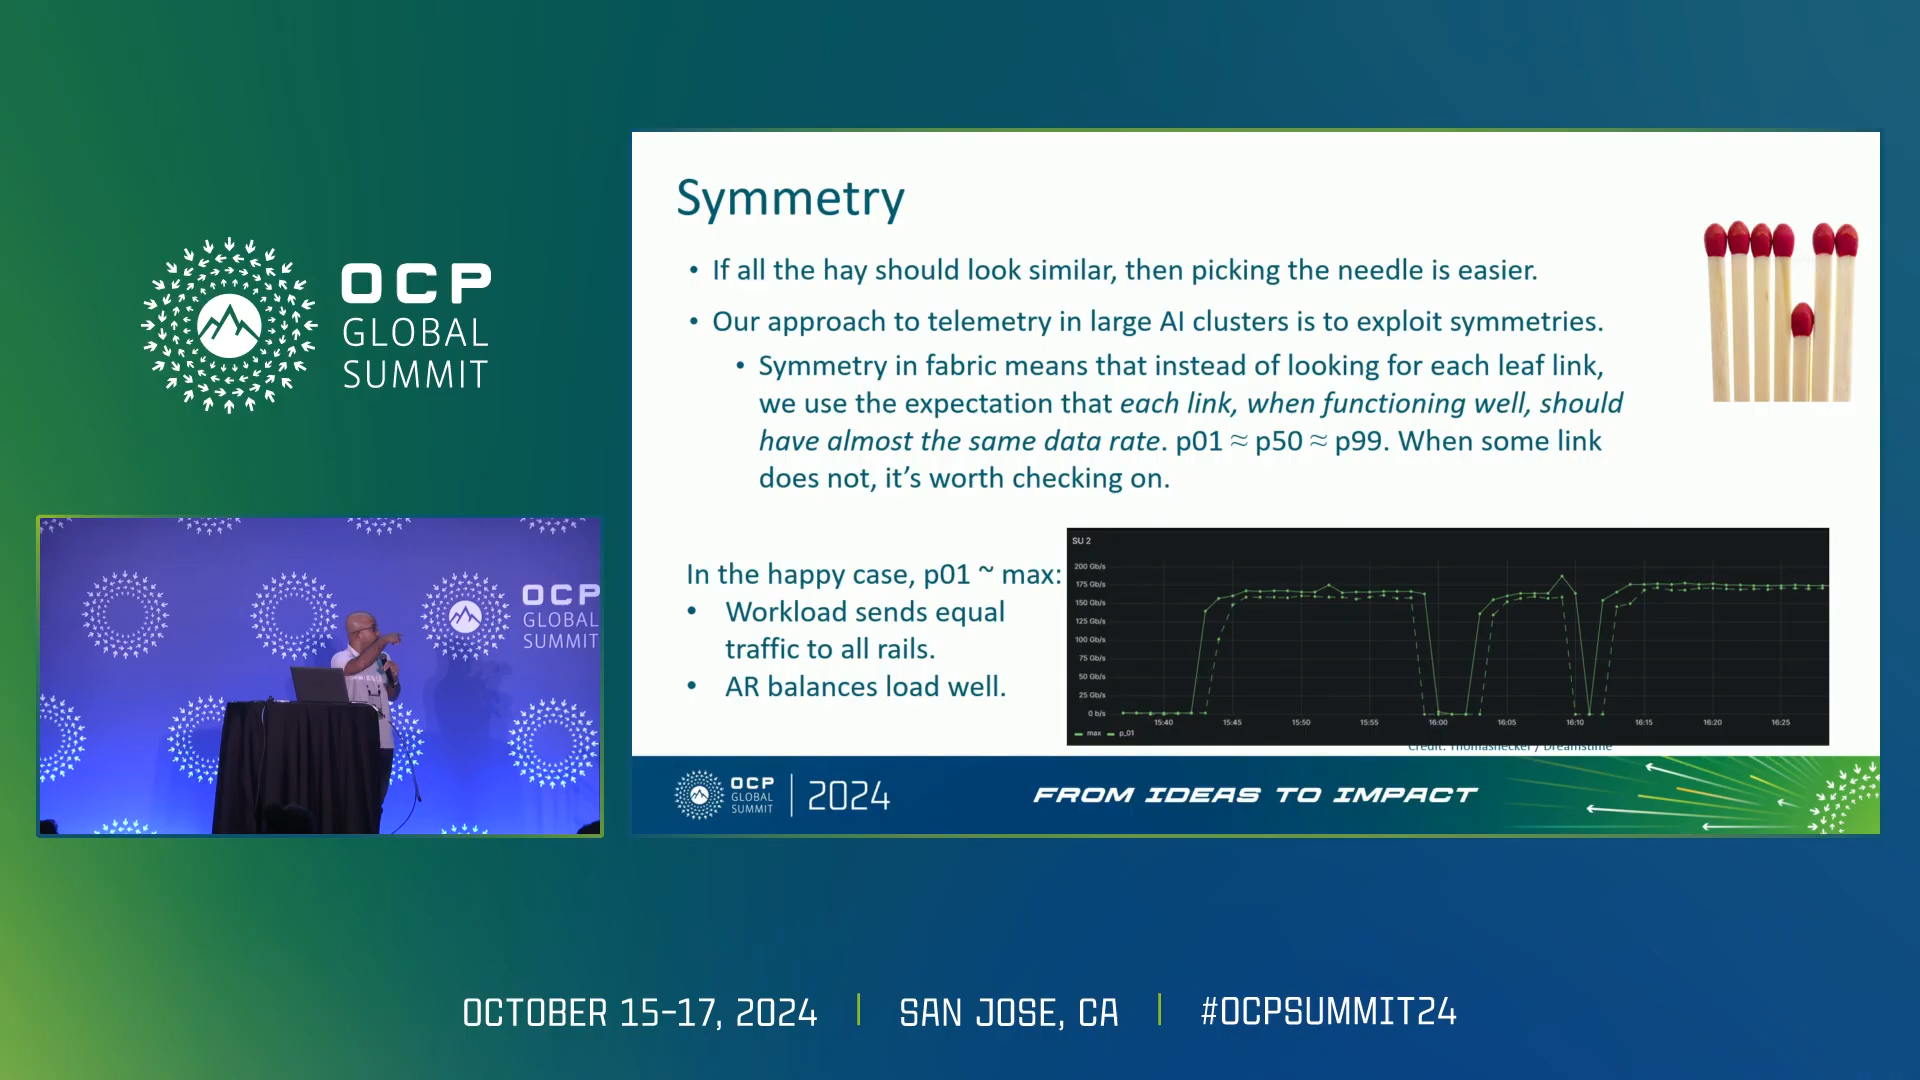 OCP
GLOBAL
SUMMIT
Symmetry
• If all the hay should look similar, then picking the needle is easier.
• Our approach to telemetry in large AI clusters is to exploit symmetries.
• Symmetry in fabric means that instead of looking for each leaf link,
we use the expectation that each link, when functioning well, should
have almost the same data rate. p01 ≈ p50 ≈ p99. When some link
does not, it’s worth checking on.
In the happy case, p01 ~ max:
• Workload sends equal
traffic to all rails.
• AR balances load well.
SU 2
200 Gb/s
175 Gb/s
150 Gb/s
125 Gb/s
100 Gb/s
75 Gb/s
50 Gb/s
25 Gb/s
0 b/s
15:40 15:45 15:50 15:55 16:00 16:05 16:10 16:15 16:20 16:25
max p_01
Credit: Thomashecker / Dreamstime
OCP
GLOBAL
SUMMIT
2024
FROM IDEAS TO IMPACT
OCP
GLOBAL
SUMMIT
OCTOBER 15-17, 2024 | SAN JOSE, CA | #OCPSUMMIT24